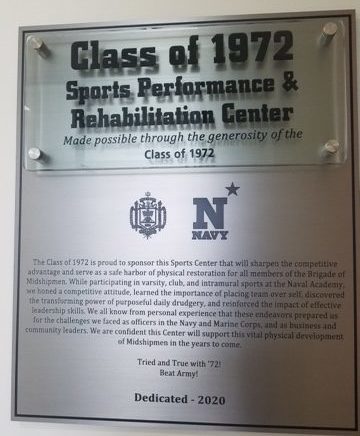 Class of 1972
Sports Performance &
Rehabilitation Center
Made possible through the generosity of the
Class of 1972
N
NAVY
The Class of 1972 is proud to sponsor this Sports Center that will sharpen the competitive
advantage and serve as a safe harbor of physical restoration for all members of the Brigade of
Midshipmen. While participating in varsity, club, and intramural sports at the Naval Academy,
we honed a competitive attitude, learned the importance of placing team over self, discovered
the transforming power of purposeful daily drudgery, and reinforced the impact of effective
leadership skills. We all know from personal experience that these endeavors prepared us
for the challenges we faced as officers in the Navy and Marine Corps, and as business and
community leaders. We are confident this Center will support this vital physical development
of Midshipmen in the years to come.
Tried and True with '72!
Beat Army!
Dedicated - 2020